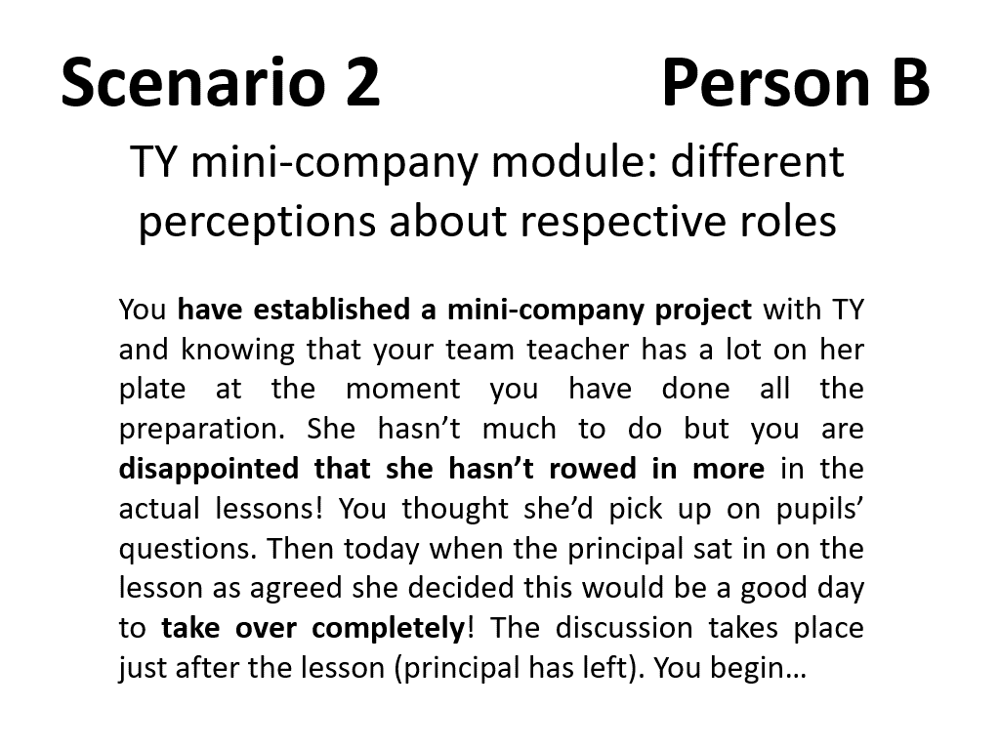 Scenario 2 Person B
TY mini-company module: different
perceptions about respective roles
You have established a mini-company project with TY
and knowing that your team teacher has a lot on her
plate at the moment you have done all the
preparation. She hasn’t much to do but you are
disappointed that she hasn’t rowed in more in the
actual lessons! You thought she’d pick up on pupils’
questions. Then today when the principal sat in on the
lesson as agreed she decided this would be a good day
to take over completely! The discussion takes place
just after the lesson (principal has left). You begin…